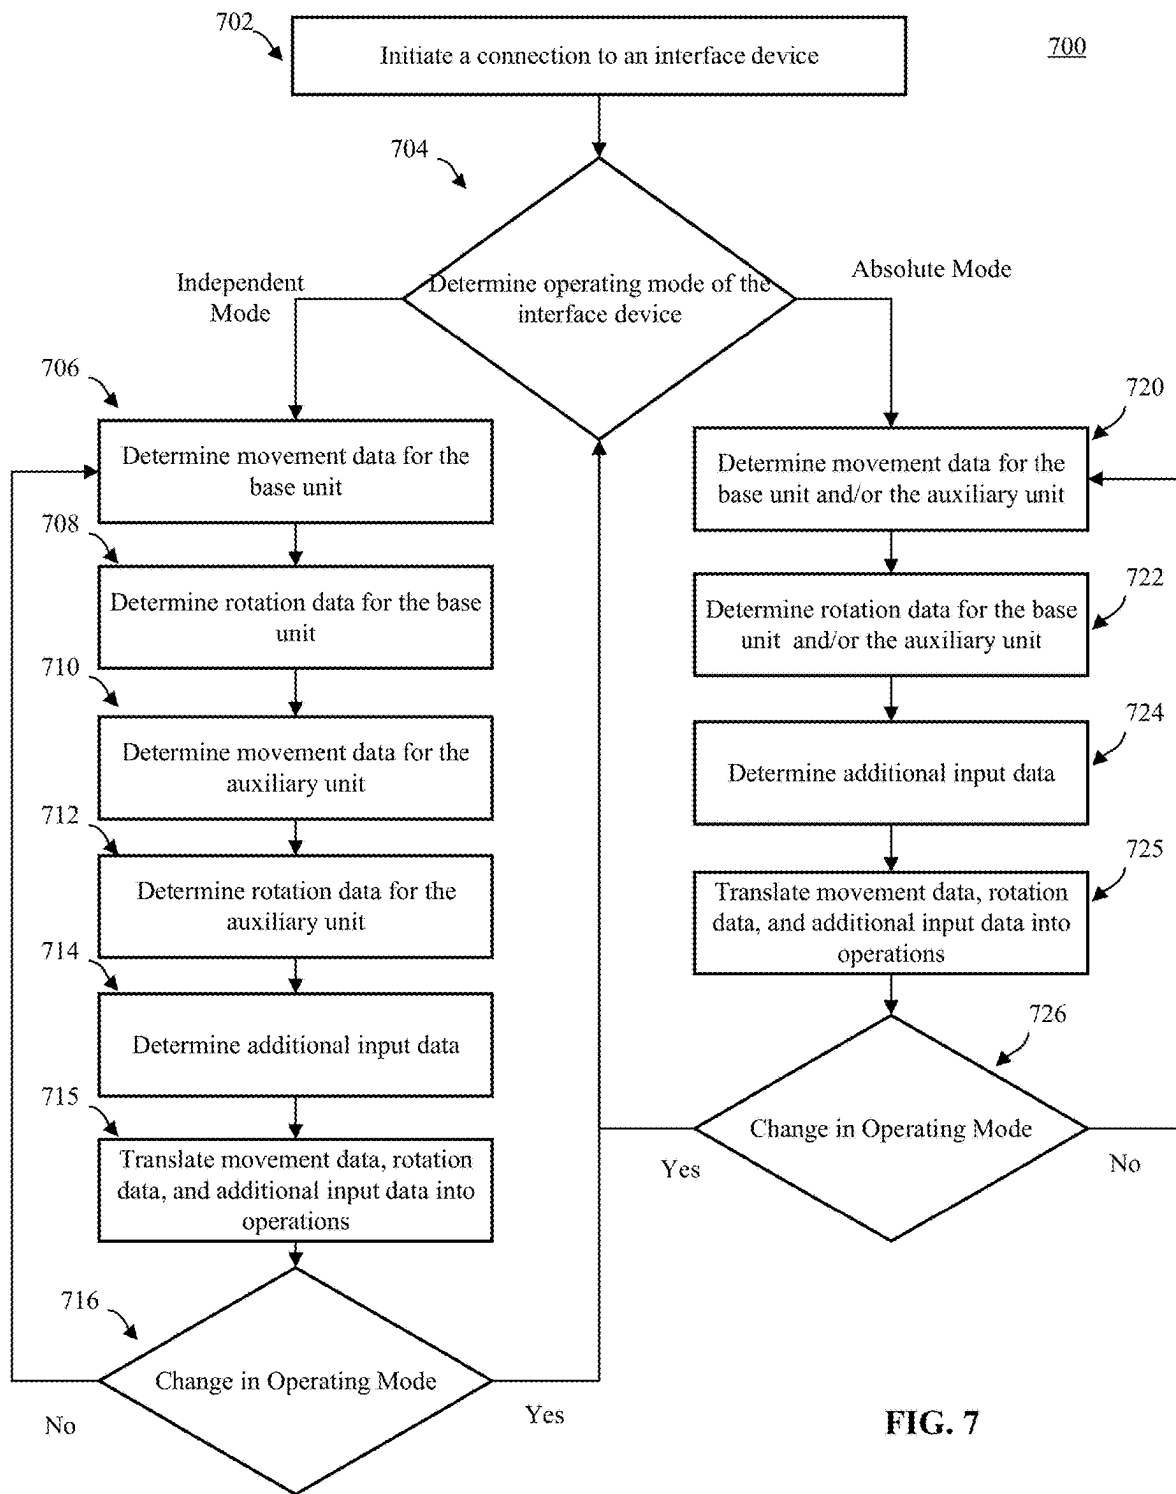 702
Initiate a connection to an interface device
700
704
Determine operating mode of the
interface device
Independent
Mode
Absolute Mode
706
Determine movement data for the
base unit
708
Determine rotation data for the base
unit
710
Determine movement data for the
auxiliary unit
712
Determine rotation data for the
auxiliary unit
714
Determine additional input data
715
Translate movement data, rotation
data, and additional input data into
operations
716
Change in Operating Mode
No
Yes
720
Determine movement data for the
base unit and/or the auxiliary unit
722
Determine rotation data for the base
unit and/or the auxiliary unit
724
Determine additional input data
725
Translate movement data, rotation
data, and additional input data into
operations
726
Change in Operating Mode
Yes
No
FIG. 7